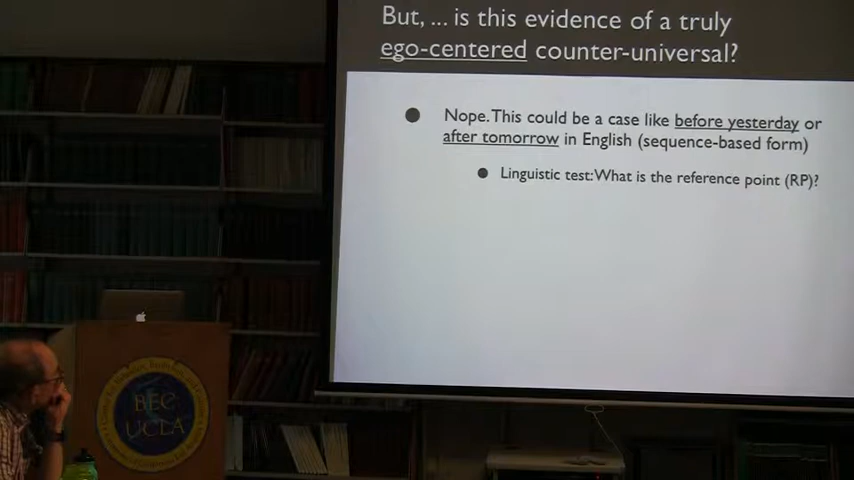 But, ... is this evidence of a truly
ego-centered counter-universal?
Nope. This could be a case like before yesterday or
after tomorrow in English (sequence-based form)
Linguistic test: What is the reference point (RP)?
BEC
UCLA